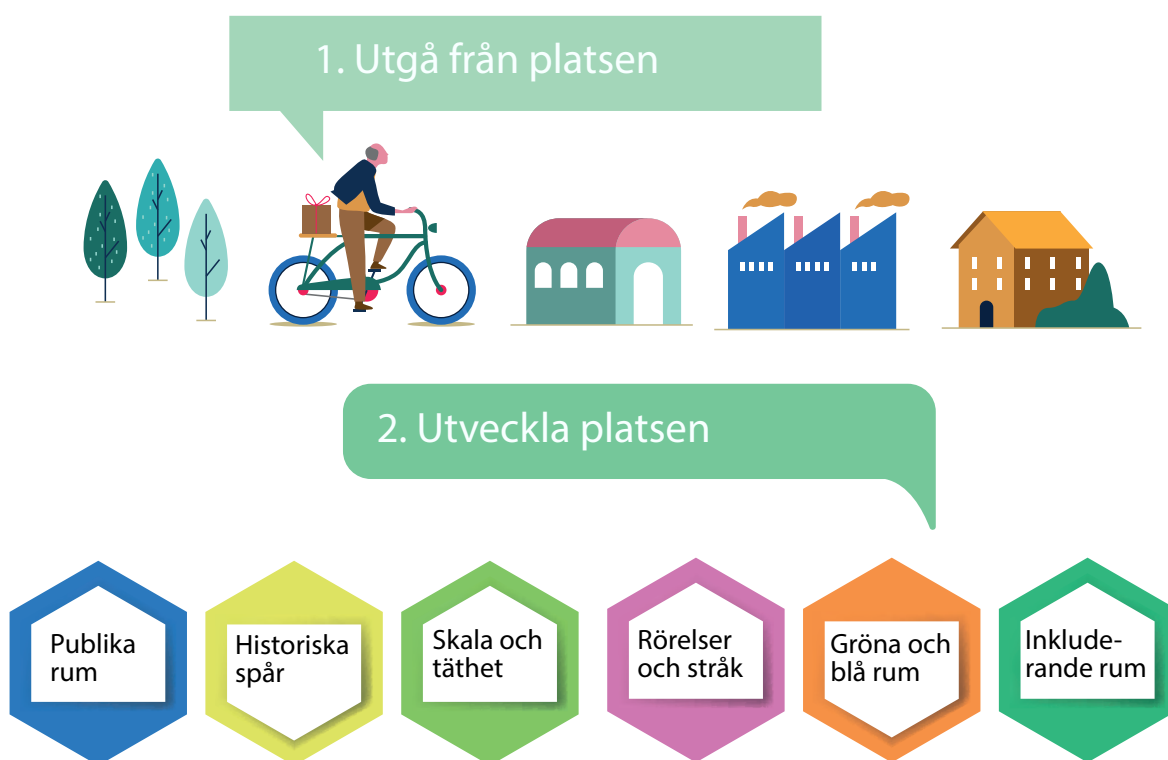 1. Utgå från platsen
2. Utveckla platsen
Publika
rum
Historiska
spår
Skala och
täthet
Rörelser
och stråk
Gröna och
blå rum
Inklude-
rande rum